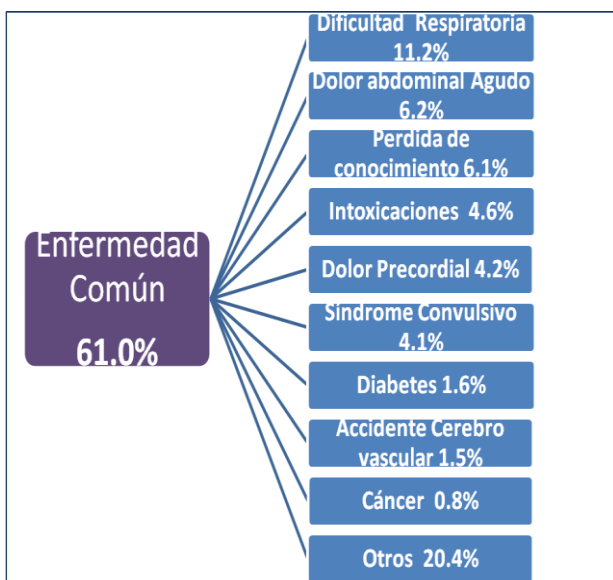 Dificultad Respiratoria
11.2%
Dolor abdominal Agudo
6.2%
Perdida de
conocimiento 6.1%
Intoxicaciones 4.6%
Dolor Precordial 4.2%
Síndrome Convulsivo
4.1%
Diabetes 1.6%
Accidente Cerebro
vascular 1.5%
Cáncer 0.8%
Otros 20.4%
Enfermedad
Común
61.0%